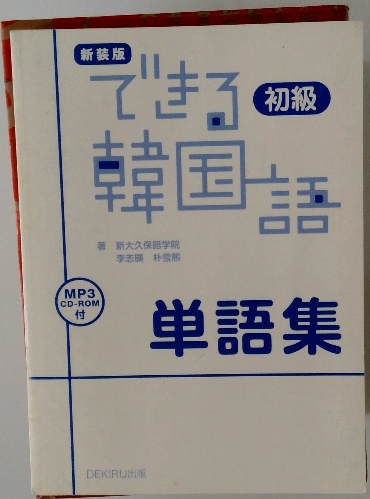 新装版
できる
初級
韓国語
著 新大久保語学院
李志暎 朴雪熙
MP3
CD-ROM
付
単語集
DEKIRU出版